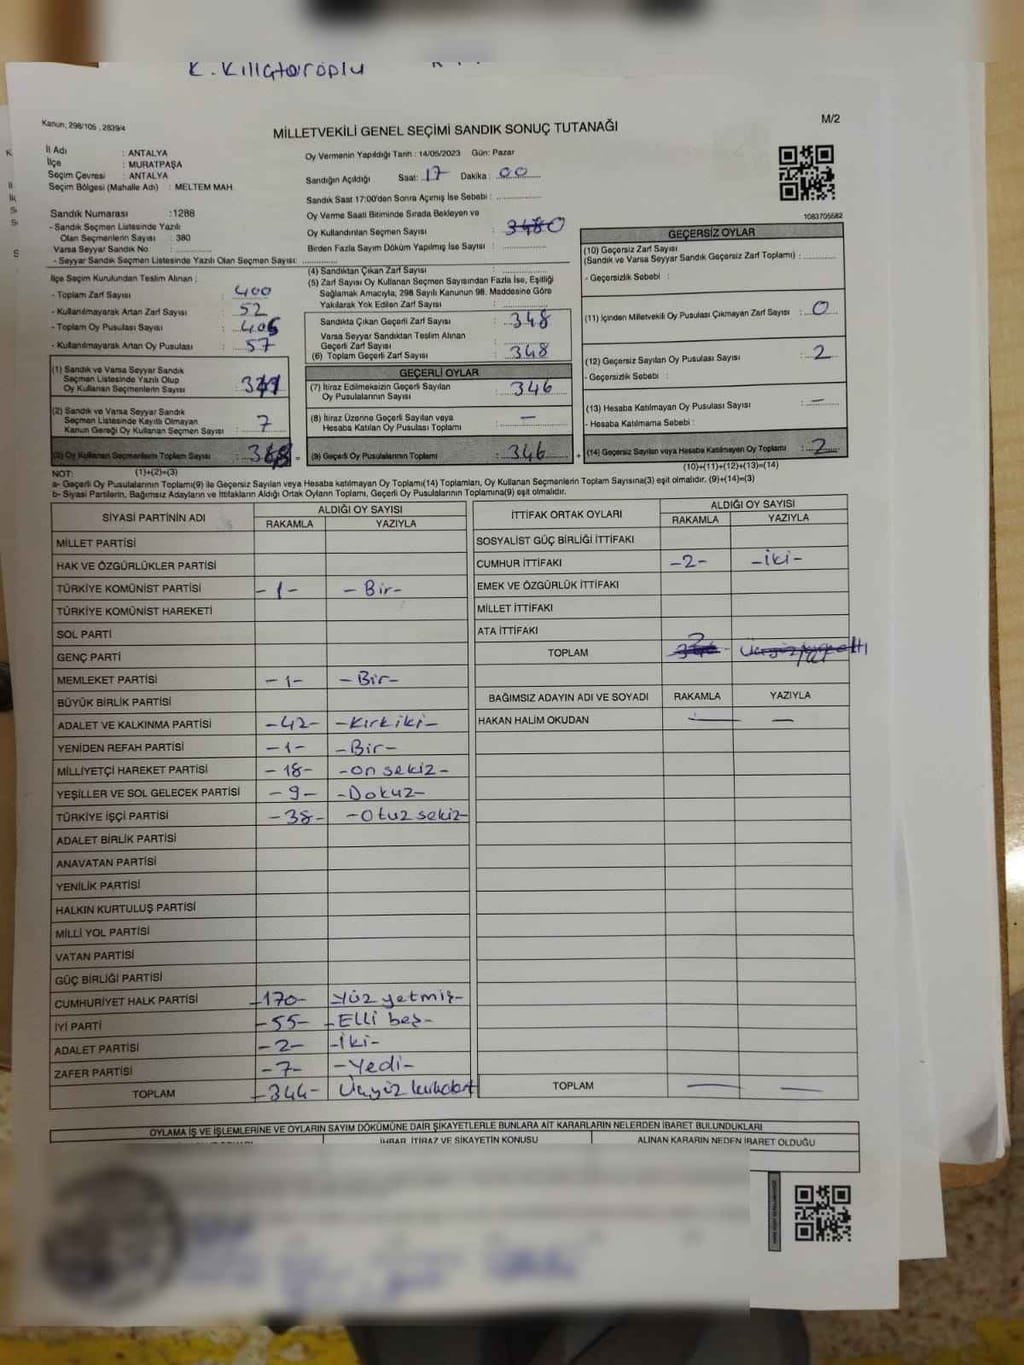 K. Kılıçtaroplu
Kanun, 298/105 , 2839/4
M/2
MİLLETVEKİLİ GENEL SEÇİMİ SANDIK SONUÇ TUTANAĞI
İl Adı : ANTALYA
İlçe : MURATPAŞA
Seçim Çevresi : ANTALYA
Seçim Bölgesi (Mahalle Adı) : MELTEM MAH.
Sandık Numarası :1288
- Sandık Seçmen Listesinde Yazılı
Olan Seçmenlerin Sayısı : 380
Varsa Seyyar Sandık No :
- Seyyar Sandık Seçmen Listesinde Yazılı Olan Seçmen Sayısı:
Oy Vermenin Yapıldığı Tarih : 14/05/2023 Gün: Pazar
Sandığın Açıldığı Saat: 17 Dakika: 00
Sandık Saat 17:00'den Sonra Açılmış İse Sebebi :
Oy Verme Saati Bitiminde Sırada Bekleyen ve
Oy Kullandırılan Seçmen Sayısı
Birden Fazla Sayım Döküm Yapılmış İse Sayısı :
1083705582
İlçe Seçim Kurulundan Teslim Alınan ;
- Toplam Zarf Sayısı : 400
- Kullanılmayarak Artan Zarf Sayısı : 52
- Toplam Oy Pusulası Sayısı : 405
- Kullanılmayarak Artan Oy Pusulası : 57
(1) Sandık ve Varsa Seyyar Sandık
Seçmen Listesinde Yazılı Olup
Oy Kullanan Seçmenlerin Sayısı : 341
(2) Sandık ve Varsa Seyyar Sandık
Seçmen Listesinde Kayıtlı Olmayan
Kanun Gereği Oy Kullanan Seçmen Sayısı : 7
(3) Oy Kullanan Seçmenlerin Toplam Sayısı : 348 =
(4) Sandıktan Çıkan Zarf Sayısı :
(5) Zarf Sayısı Oy Kullanan Seçmen Sayısından Fazla İse, Eşitliği
Sağlamak Amacıyla, 298 Sayılı Kanunun 98. Maddesine Göre
Yakılarak Yok Edilen Zarf Sayısı :
Sandıkta Çıkan Geçerli Zarf Sayısı : 348
Varsa Seyyar Sandıktan Teslim Alınan
Geçerli Zarf Sayısı
(6) Toplam Geçerli Zarf Sayısı : 348
GEÇERLİ OYLAR
(7) İtiraz Edilmeksizin Geçerli Sayılan
Oy Pusulalarının Sayısı : 346
(8) İtiraz Üzerine Geçerli Sayılan veya
Hesaba Katılan Oy Pusulası Toplamı : —
(9) Geçerli Oy Pusulalarının Toplamı : 346 +
GEÇERSİZ OYLAR
(10) Geçersiz Zarf Sayısı
(Sandık ve Varsa Seyyar Sandık Geçersiz Zarf Toplamı) :
- Geçersizlik Sebebi :
(11) İçinden Milletvekili Oy Pusulası Çıkmayan Zarf Sayısı : 0
(12) Geçersiz Sayılan Oy Pusulası Sayısı : 2
- Geçersizlik Sebebi :
(13) Hesaba Katılmayan Oy Pusulası Sayısı : —
- Hesaba Katılmama Sebebi :
(14) Geçersiz Sayılan veya Hesaba Katılmayan Oy Toplamı : 2
NOT: (1)+(2)=(3)
(10)+(11)+(12)+(13)=(14)
a- Geçerli Oy Pusulalarının Toplamı(9) ile Geçersiz Sayılan veya Hesaba katılmayan Oy Toplamı(14) Toplamları, Oy Kullanan Seçmenlerin Toplam Sayısına(3) eşit olmalıdır. (9)+(14)=(3)
b- Siyasi Partilerin, Bağımsız Adayların ve İttifakların Aldığı Ortak Oyların Toplamı, Geçerli Oy Pusulalarının Toplamına(9) eşit olmalıdır.
SİYASİ PARTİNİN ADI ALDIĞI OY SAYISI
RAKAMLA YAZIYLA
MİLLET PARTİSİ
HAK VE ÖZGÜRLÜKLER PARTİSİ
TÜRKİYE KOMÜNİST PARTİSİ -1- -Bir-
TÜRKİYE KOMÜNİST HAREKETİ
SOL PARTİ
GENÇ PARTİ
MEMLEKET PARTİSİ -1- -Bir-
BÜYÜK BİRLİK PARTİSİ
ADALET VE KALKINMA PARTİSİ -42- -Kırkiki-
YENİDEN REFAH PARTİSİ -1- -Bir-
MİLLİYETÇİ HAREKET PARTİSİ -18- -on sekiz-
YEŞİLLER VE SOL GELECEK PARTİSİ -9- -Dokuz-
TÜRKİYE İŞÇİ PARTİSİ -38- -Otuz sekiz-
ADALET BİRLİK PARTİSİ
ANAVATAN PARTİSİ
YENİLİK PARTİSİ
HALKIN KURTULUŞ PARTİSİ
MİLLİ YOL PARTİSİ
VATAN PARTİSİ
GÜÇ BİRLİĞİ PARTİSİ
CUMHURİYET HALK PARTİSİ -170- Yüz yetmiş-
İYİ PARTİ -55- -Elli beş-
ADALET PARTİSİ -2- -İki-
ZAFER PARTİSİ -7- -Yedi-
TOPLAM -344- Üçyüz kırkdört
İTTİFAK ORTAK OYLARI ALDIĞI OY SAYISI
RAKAMLA YAZIYLA
SOSYALİST GÜÇ BİRLİĞİ İTTİFAKI
CUMHUR İTTİFAKI -2- -İki-
EMEK VE ÖZGÜRLÜK İTTİFAKI
MİLLET İTTİFAKI
ATA İTTİFAKI
TOPLAM 2
BAĞIMSIZ ADAYIN ADI VE SOYADI RAKAMLA YAZIYLA
HAKAN HALİM OKUDAN — —
TOPLAM — —
OYLAMA İŞ VE İŞLEMLERİNE VE OYLARIN SAYIM DÖKÜMÜNE DAİR ŞİKAYETLERLE BUNLARA AİT KARARLARIN NELERDEN İBARET BULUNDUKLARI
İHBAR, İTİRAZ VE ŞİKAYETİN KONUSU ALINAN KARARIN NEDEN İBARET OLDUĞU